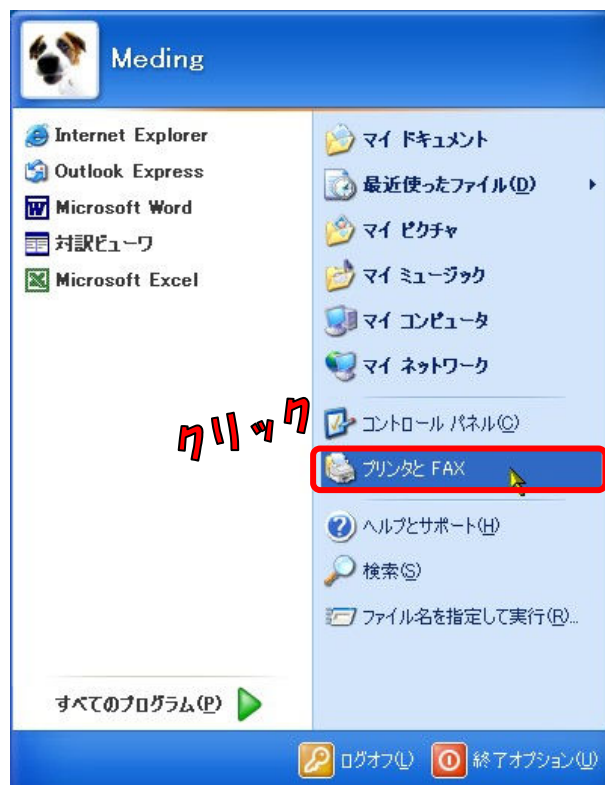 Meding
Internet Explorer
Outlook Express
Microsoft Word
対訳ビューワ
Microsoft Excel
すべてのプログラム(P)
マイ ドキュメント
最近使ったファイル(D)
マイ ピクチャ
マイ ミュージック
マイ コンピュータ
マイ ネットワーク
コントロール パネル(C)
クリック
プリンタと FAX
ヘルプとサポート(H)
検索(S)
ファイル名を指定して実行(R)...
ログオフ(L)
終了オプション(U)